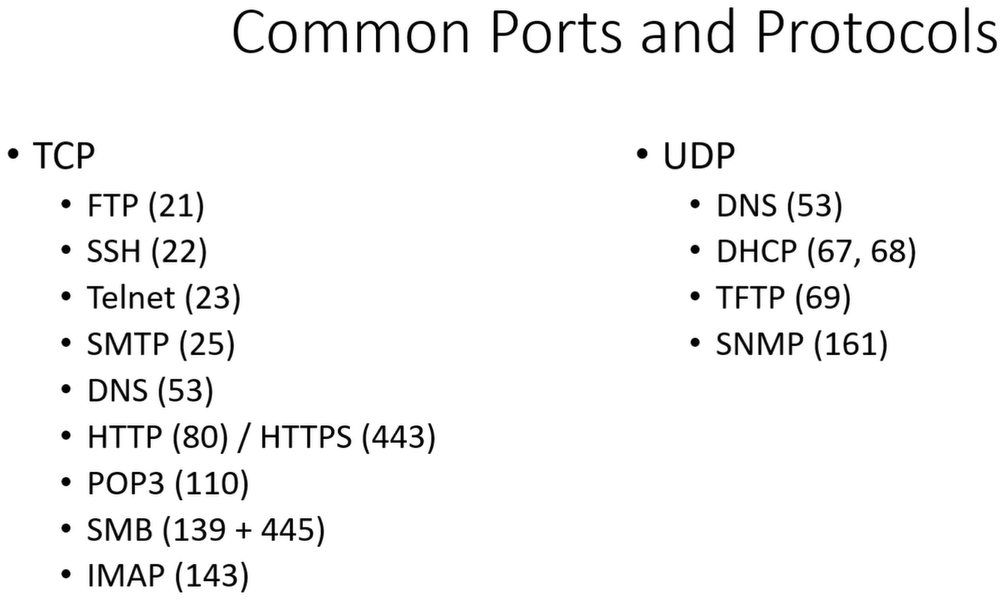 Common Ports and Protocols
• TCP
• FTP (21)
• SSH (22)
• Telnet (23)
• SMTP (25)
• DNS (53)
• HTTP (80) / HTTPS (443)
• POP3 (110)
• SMB (139 + 445)
• IMAP (143)
• UDP
• DNS (53)
• DHCP (67, 68)
• TFTP (69)
• SNMP (161)